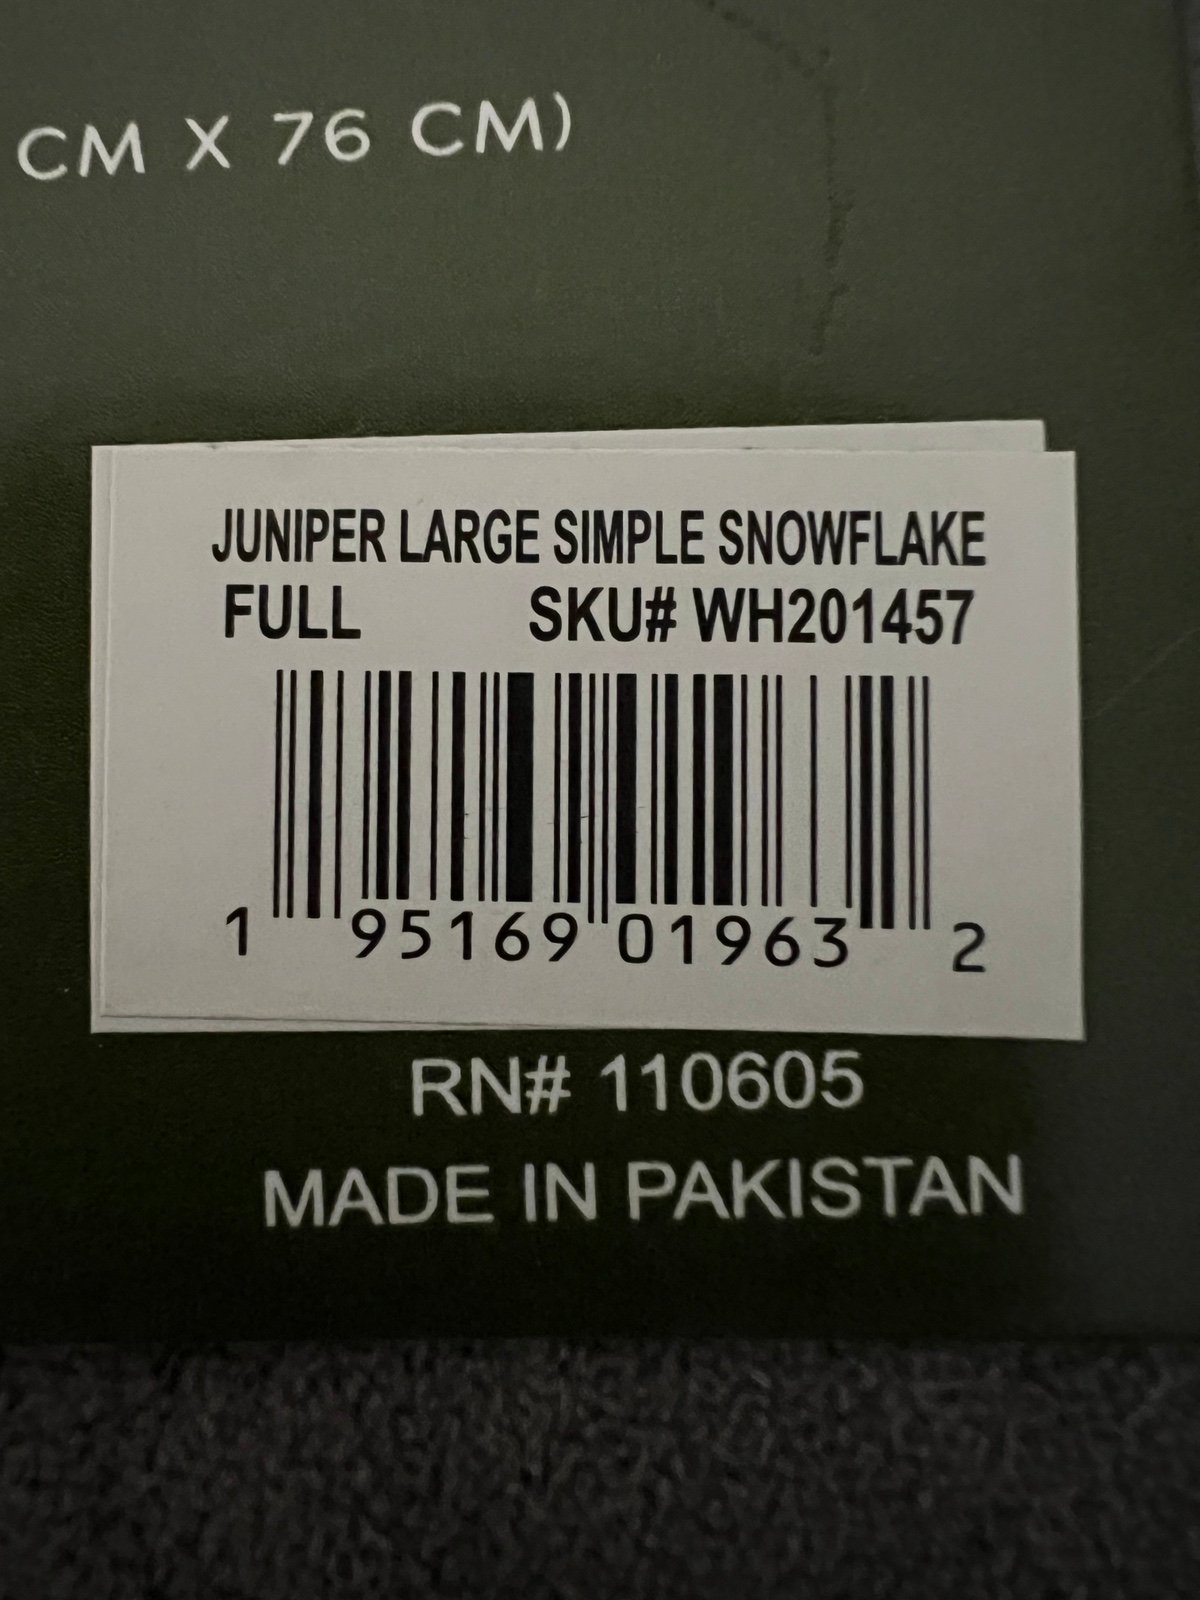 CM X 76 CM)
JUNIPER LARGE SIMPLE SNOWFLAKE
FULL SKU# WH201457
1 95169 01963 2
RN# 110605
MADE IN PAKISTAN